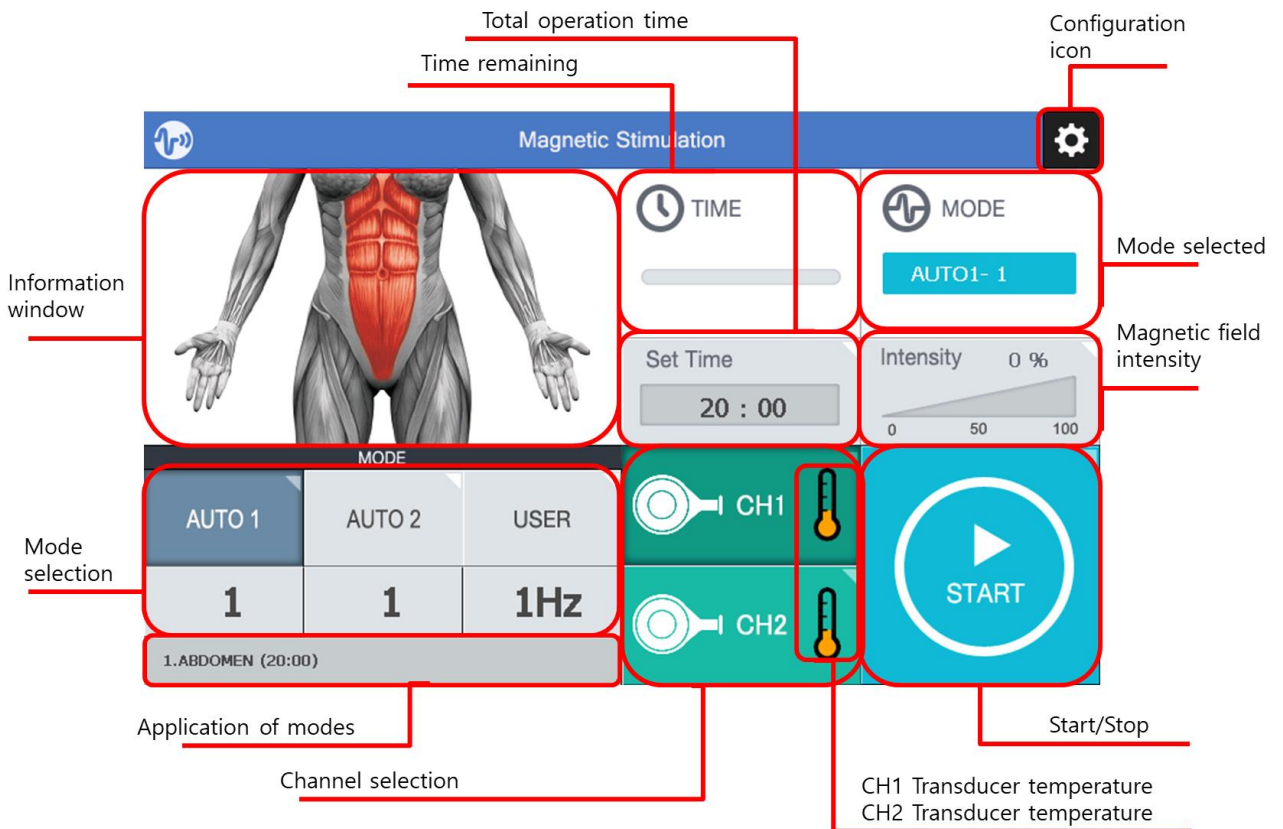 Total operation time
Configuration
icon
Time remaining
Magnetic Stimulation
TIME
MODE
AUTO1- 1
Mode selected
Information
window
Set Time
20 : 00
Intensity 0 %
0 50 100
Magnetic field
intensity
MODE
AUTO 1 AUTO 2 USER
1 1 1Hz
Mode
selection
1.ABDOMEN (20:00)
CH1
CH2
START
Application of modes
Channel selection
Start/Stop
CH1 Transducer temperature
CH2 Transducer temperature